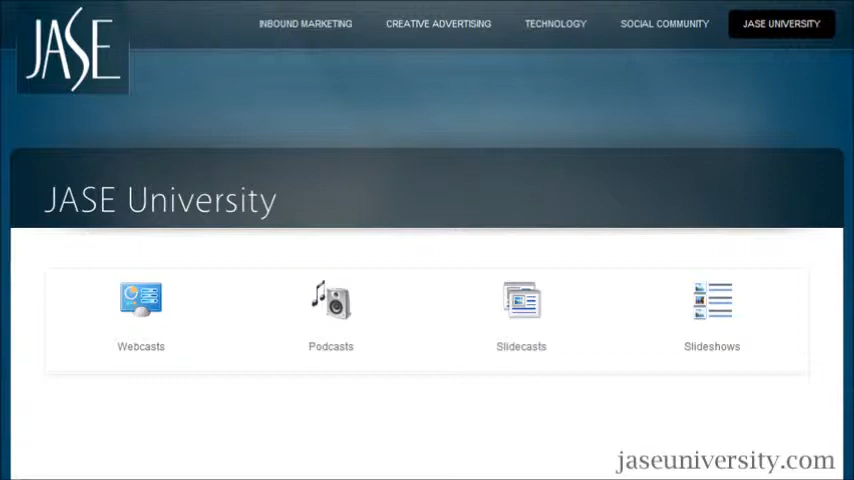 JASE
INBOUND MARKETING CREATIVE ADVERTISING TECHNOLOGY SOCIAL COMMUNITY JASE UNIVERSITY
JASE University
Webcasts Podcasts Slidecasts Slideshows
jaseuniversity.com